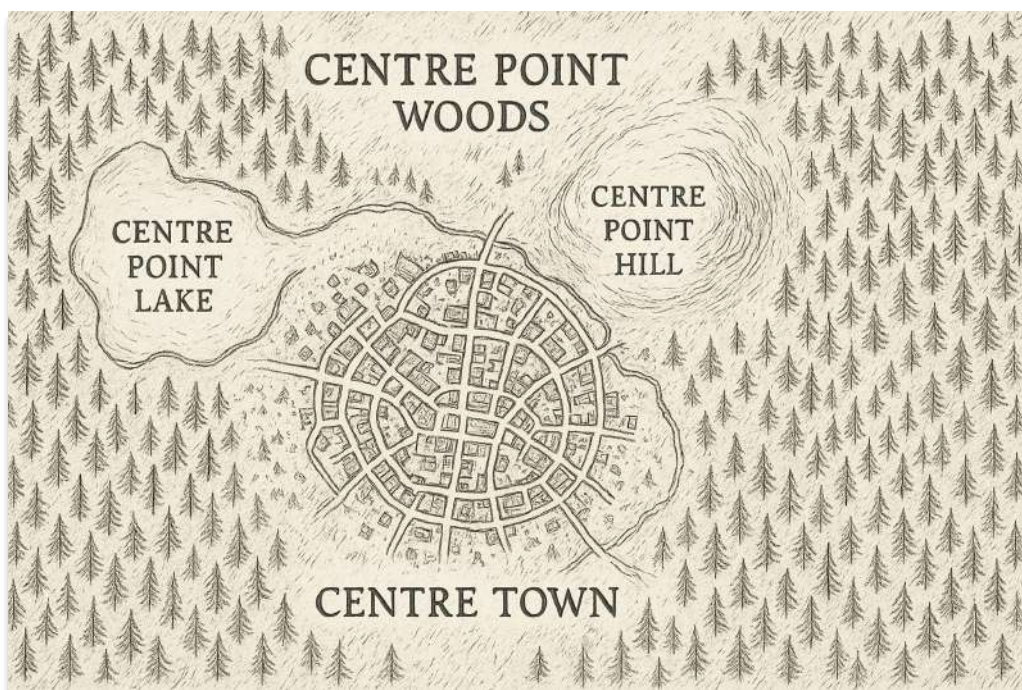 CENTRE POINT
WOODS
CENTRE
POINT
LAKE
CENTRE
POINT
HILL
CENTRE TOWN